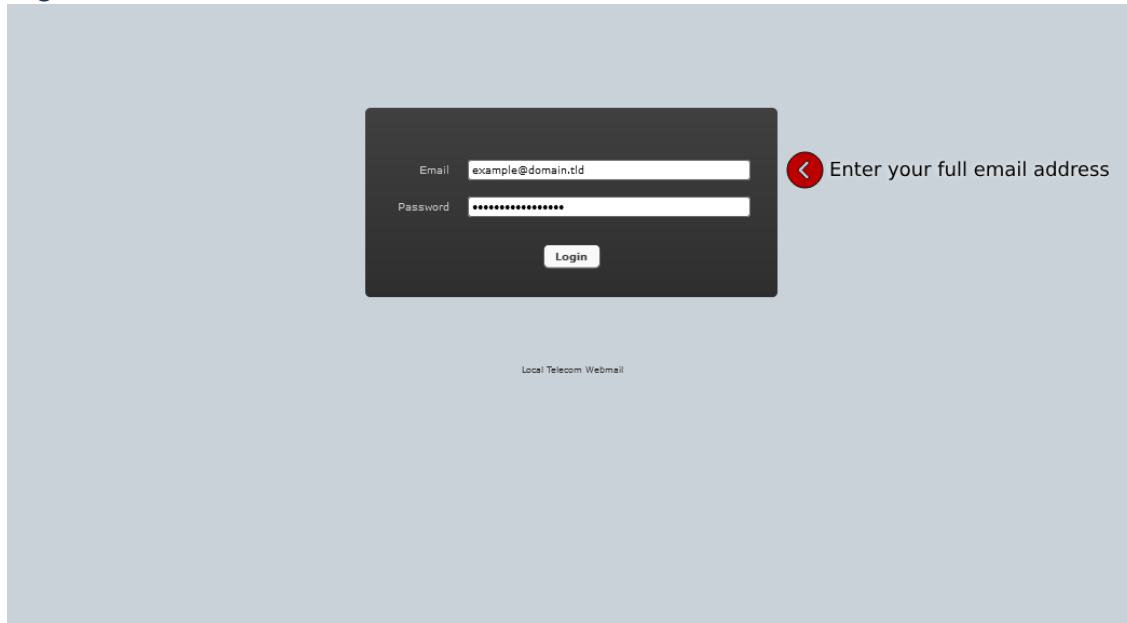 Email
example@domain.tld
Enter your full email address
Password
•••••••••••••••••
Login
Local Telecom Webmail